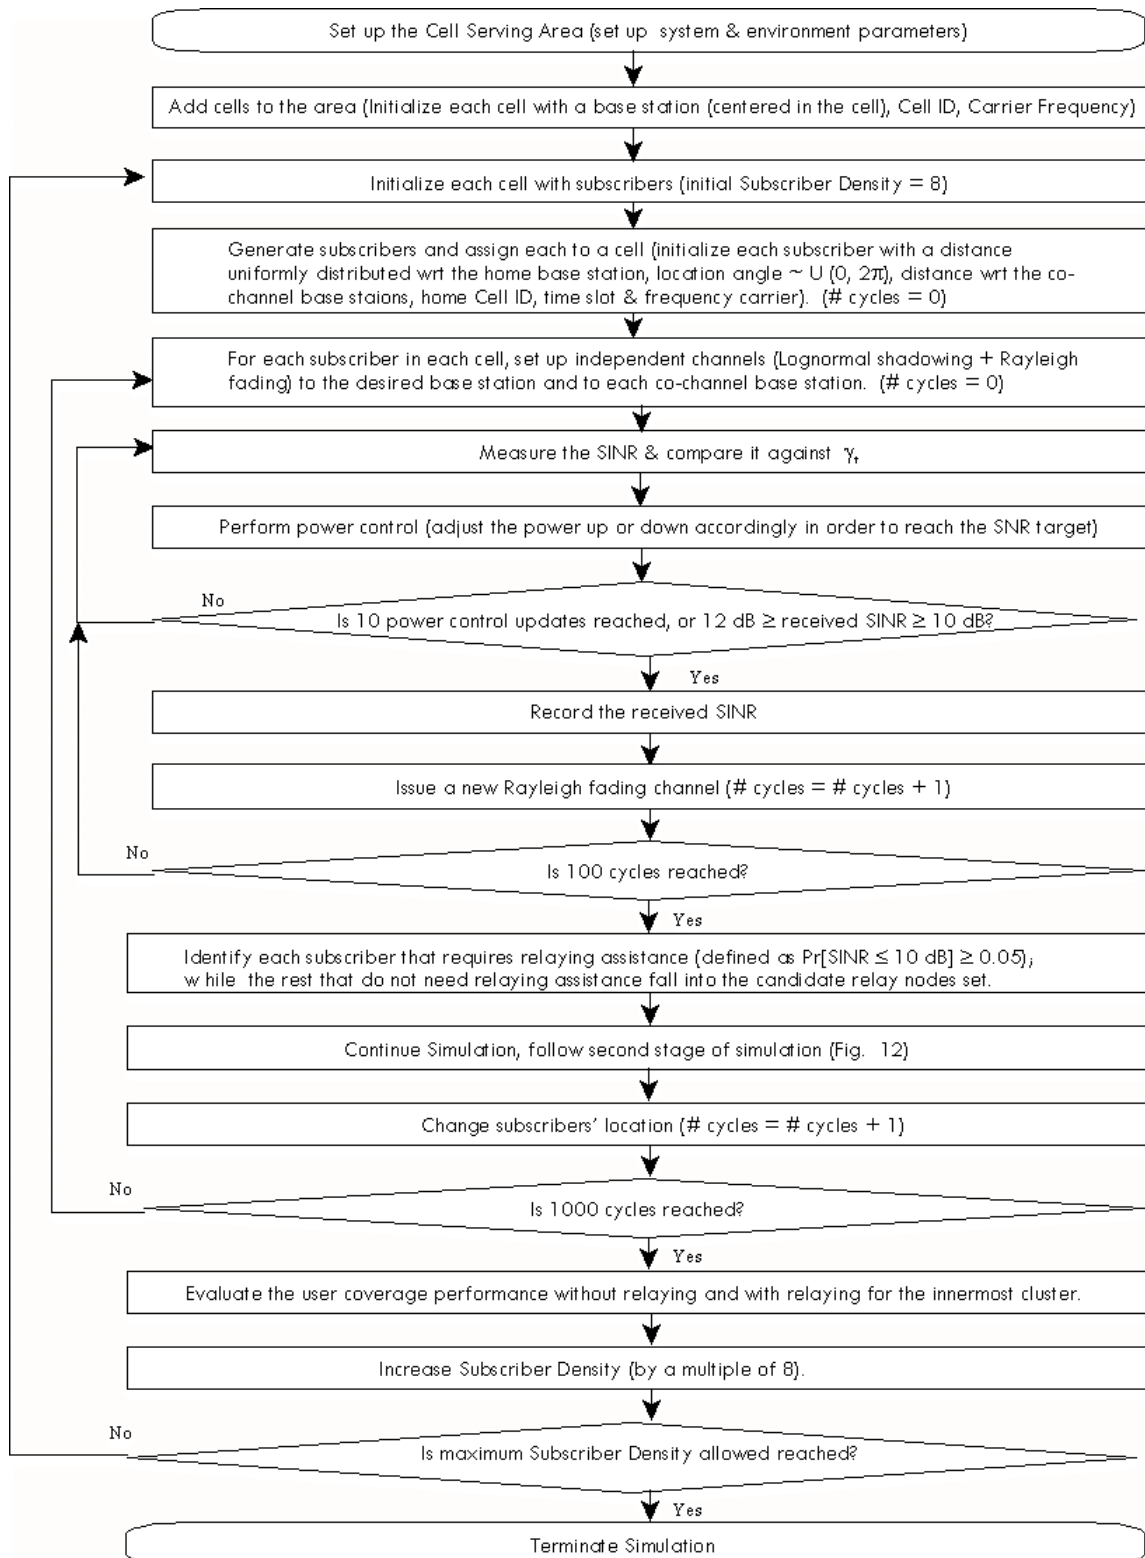 Set up the Cell Serving Area (set up system & environment parameters)
Add cells to the area (Initialize each cell with a base station (centered in the cell), Cell ID, Carrier Frequency)
Initialize each cell with subscribers (initial Subscriber Density = 8)
Generate subscribers and assign each to a cell (initialize each subscriber with a distance
uniformly distributed wrt the home base station, location angle ~ U (0, 2π), distance wrt the co-
channel base staions, home Cell ID, time slot & frequency carrier). (# cycles = 0)
For each subscriber in each cell, set up independent channels (Lognormal shadowing + Rayleigh
fading) to the desired base station and to each co-channel base station. (# cycles = 0)
Measure the SINR & compare it against γt
Perform power control (adjust the power up or down accordingly in order to reach the SNR target)
No
Is 10 power control updates reached, or 12 dB ≥ received SINR ≥ 10 dB?
Yes
Record the received SINR
Issue a new Rayleigh fading channel (# cycles = # cycles + 1)
No
Is 100 cycles reached?
Yes
Identify each subscriber that requires relaying assistance (defined as Pr[SINR ≤ 10 dB] ≥ 0.05);
while the rest that do not need relaying assistance fall into the candidate relay nodes set.
Continue Simulation, follow second stage of simulation (Fig. 12)
Change subscribers' location (# cycles = # cycles + 1)
No
Is 1000 cycles reached?
Yes
Evaluate the user coverage performance without relaying and with relaying for the innermost cluster.
Increase Subscriber Density (by a multiple of 8).
No
Is maximum Subscriber Density allowed reached?
Yes
Terminate Simulation